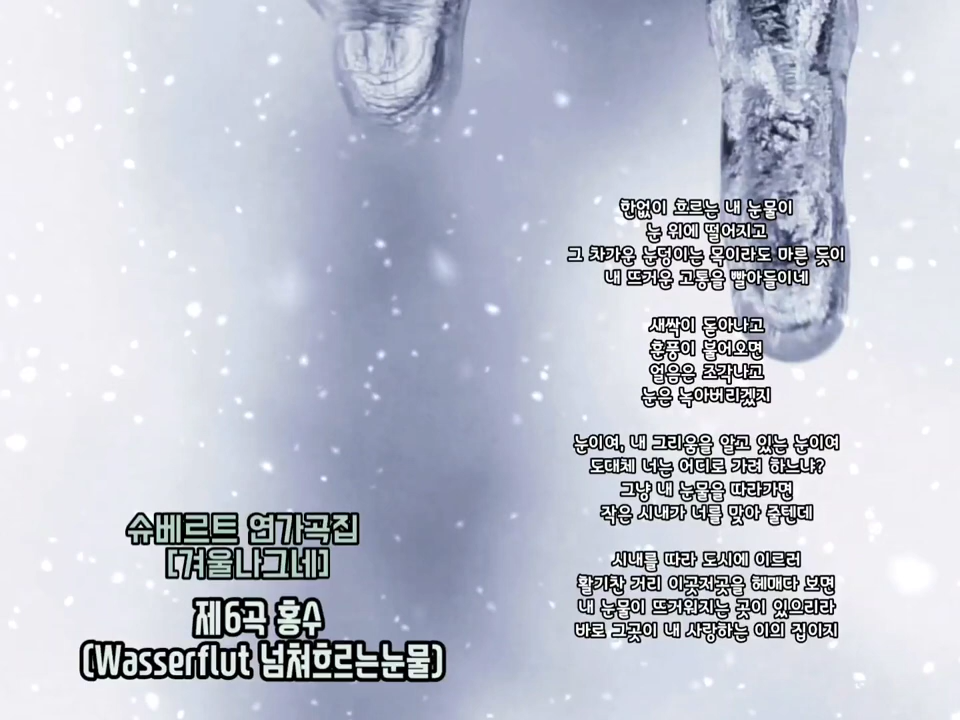 한없이 흐르는 내 눈물이
눈 위에 떨어지고
그 차가운 눈덩이는 목이라도 마른 듯이
내 뜨거운 고통을 빨아들이네
새싹이 돋아나고
훈풍이 불어오면
얼음은 조각나고
눈은 녹아버리겠지
눈이여, 내 그리움을 알고 있는 눈이여
도대체 너는 어디로 가려 하느냐?
그냥 내 눈물을 따라가면
작은 시내가 너를 맞아 줄텐데
시내를 따라 도시에 이르러
활기찬 거리 이곳저곳을 헤매다 보면
내 눈물이 뜨거워지는 곳이 있으리라
바로 그곳이 내 사랑하는 이의 집이지
슈베르트 연가곡집
[겨울나그네]
제6곡 홍수
(Wasserflut 넘쳐흐르는눈물)